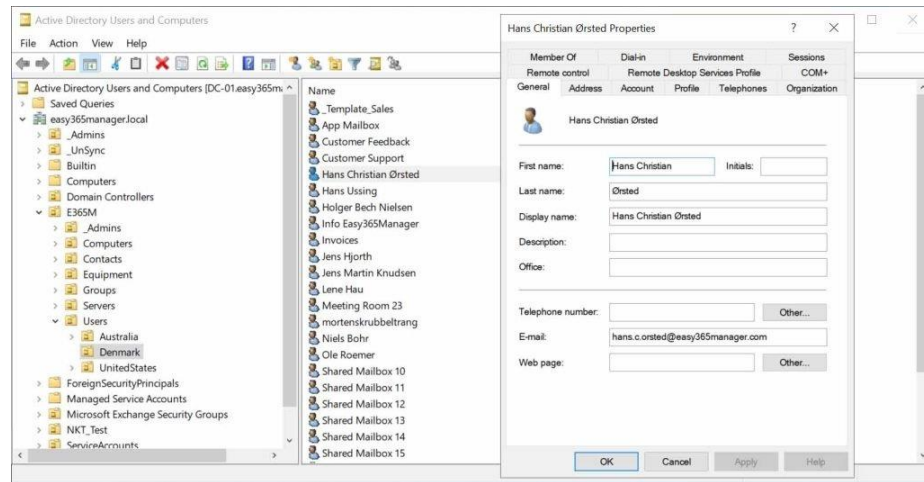 Active Directory Users and Computers
File Action View Help
Active Directory Users and Computers [DC-01.easy365m
Saved Queries
easy365manager.local
_Admins
_UnSync
Builtin
Computers
Domain Controllers
E365M
_Admins
Computers
Contacts
Equipment
Groups
Servers
Users
Australia
Denmark
UnitedStates
ForeignSecurityPrincipals
Managed Service Accounts
Microsoft Exchange Security Groups
NKT_Test
ServiceAccounts
Name
_Template_Sales
App Mailbox
Customer Feedback
Customer Support
Hans Christian Ørsted
Hans Ussing
Holger Bech Nielsen
Info Easy365Manager
Invoices
Jens Hjorth
Jens Martin Knudsen
Lene Hau
Meeting Room 23
mortenskrubbeltrang
Niels Bohr
Ole Roemer
Shared Mailbox 10
Shared Mailbox 11
Shared Mailbox 12
Shared Mailbox 13
Shared Mailbox 14
Shared Mailbox 15
Hans Christian Ørsted Properties
Member Of Dial-in Environment Sessions
Remote control Remote Desktop Services Profile COM+
General Address Account Profile Telephones Organization
Hans Christian Ørsted
First name: Hans Christian Initials:
Last name: Ørsted
Display name: Hans Christian Ørsted
Description:
Office:
Telephone number: Other...
E-mail: hans.c.orsted@easy365manager.com
Web page: Other...
OK Cancel Apply Help